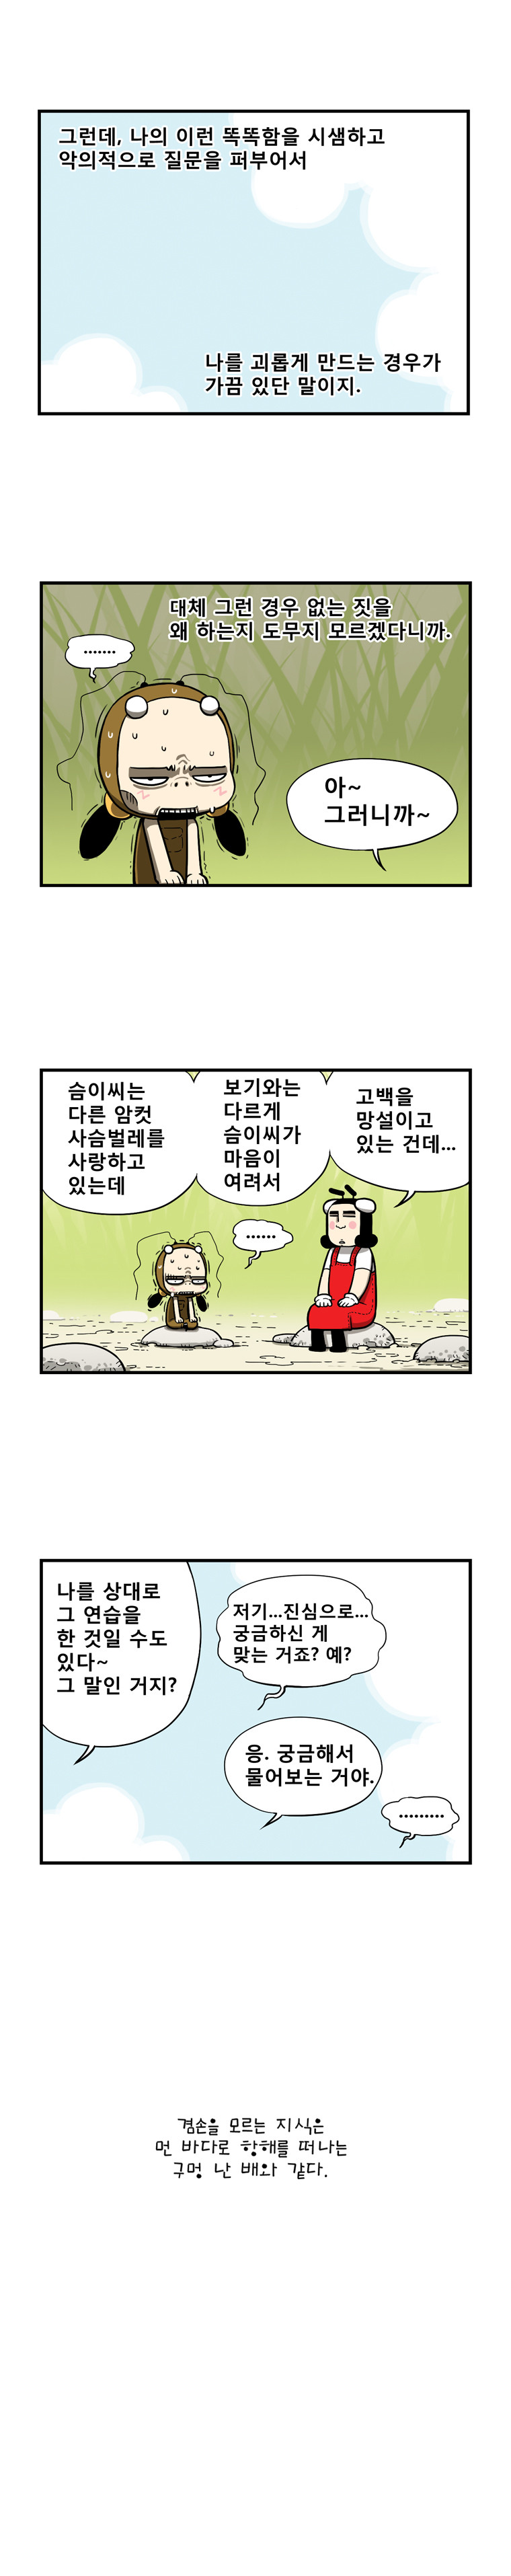 그런데, 나의 이런 똑똑함을 시샘하고
악의적으로 질문을 퍼부어서
나를 괴롭게 만드는 경우가
가끔 있단 말이지.
대체 그런 경우 없는 짓을
왜 하는지 도무지 모르겠다니까.
.......
아~
그러니까~
슴이씨는
다른 암컷
사슴벌레를
사랑하고
있는데
보기와는
다르게
슴이씨가
마음이
여려서
고백을
망설이고
있는 건데...
......
나를 상대로
그 연습을
한 것일 수도
있다~
그 말인 거지?
저기...진심으로...
궁금하신 게
맞는 거죠? 예?
응. 궁금해서
물어보는 거야.
.........
겸손을 모르는 지식은
먼 바다로 항해를 떠나는
구멍 난 배와 같다.